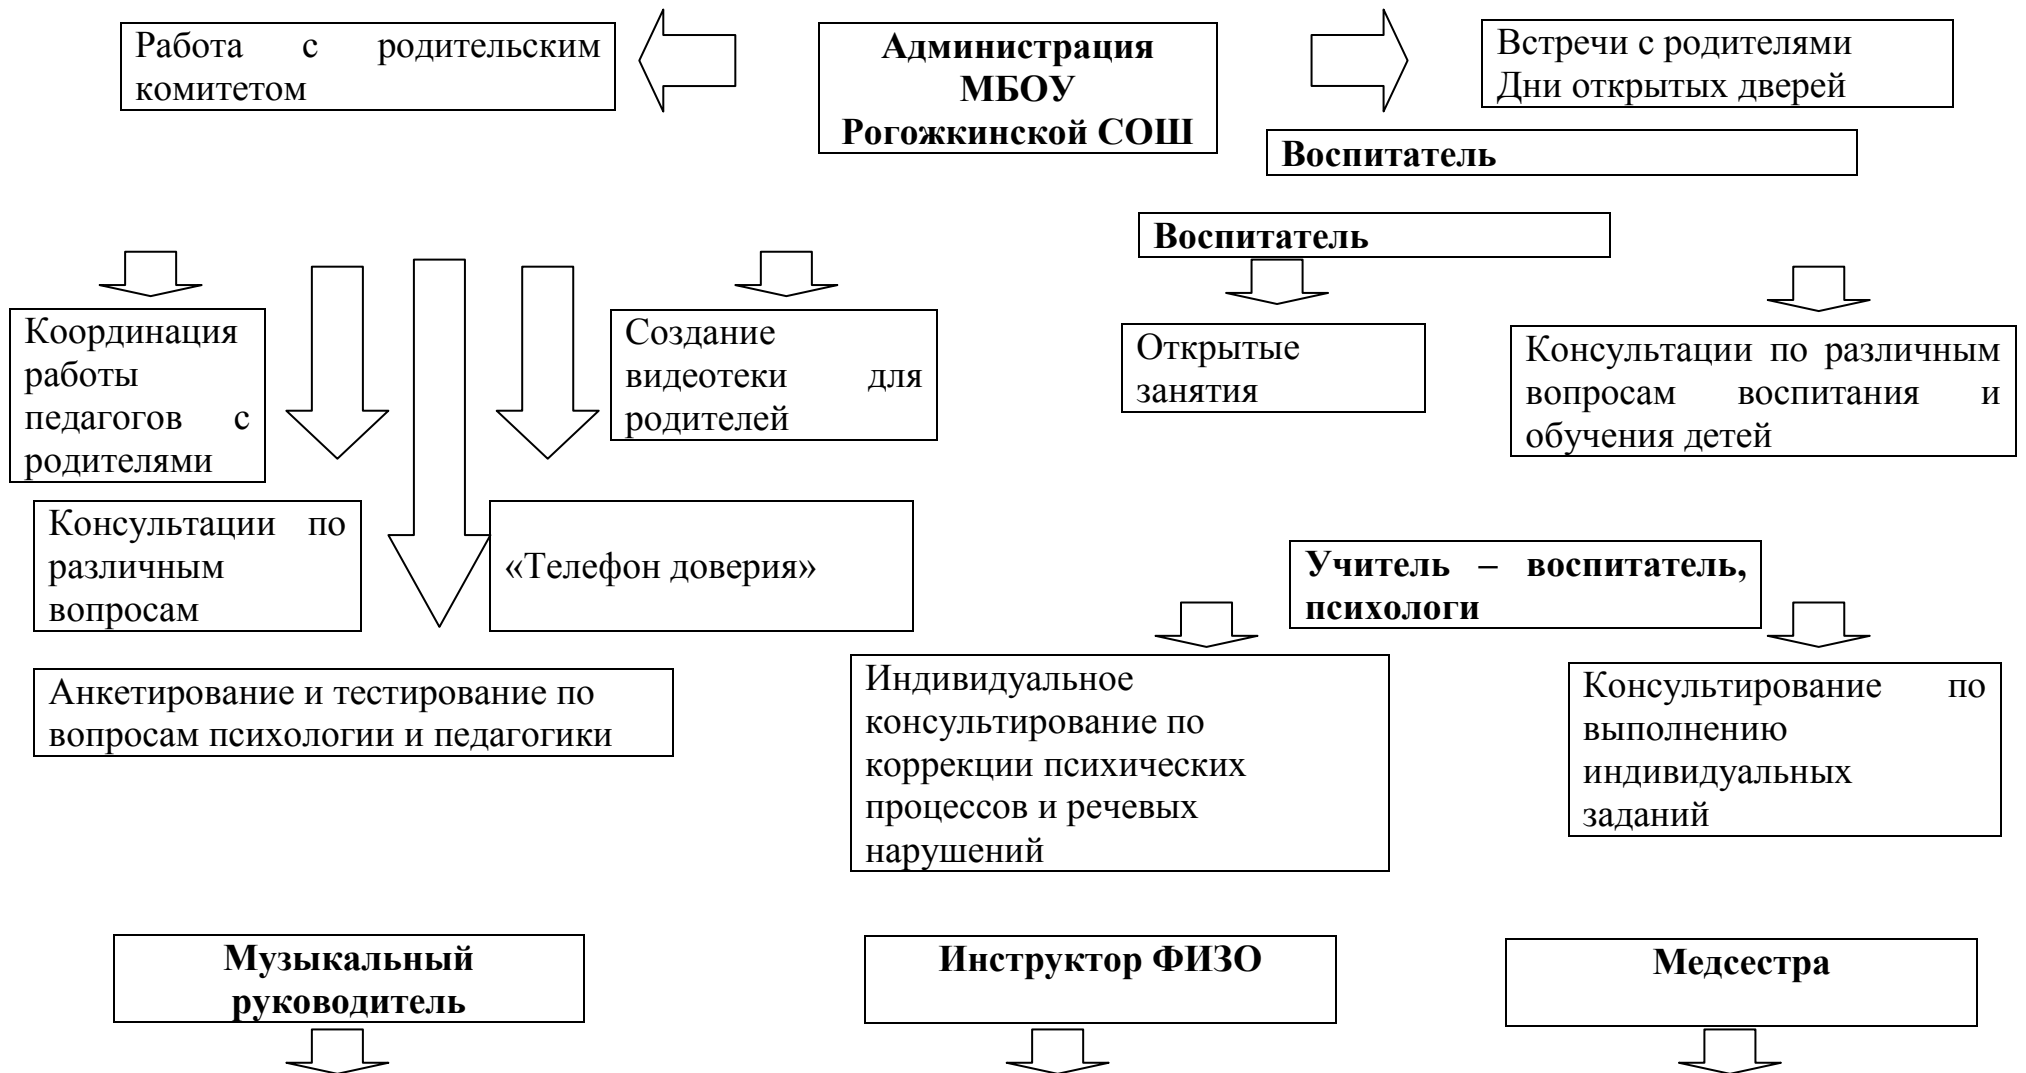 Работа с родительским
комитетом
Администрация
МБОУ
Рогожкинской СОШ
Встречи с родителями
Дни открытых дверей
Воспитатель
Воспитатель
Координация
работы
педагогов с
родителями
Создание
видеотеки для
родителей
Открытые
занятия
Консультации по различным
вопросам воспитания и
обучения детей
Консультации по
различным
вопросам
«Телефон доверия»
Учитель – воспитатель,
психологи
Анкетирование и тестирование по
вопросам психологии и педагогики
Индивидуальное
консультирование по
коррекции психических
процессов и речевых
нарушений
Консультирование по
выполнению
индивидуальных
заданий
Музыкальный
руководитель
Инструктор ФИЗО
Медсестра